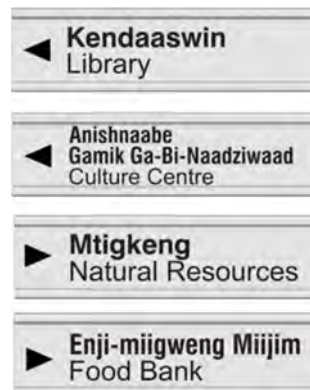 Kendaaswin
Library
Anishnaabe
Gamik Ga-Bi-Naadziwaad
Culture Centre
Mtigkeng
Natural Resources
Enji-miigweng Miijim
Food Bank